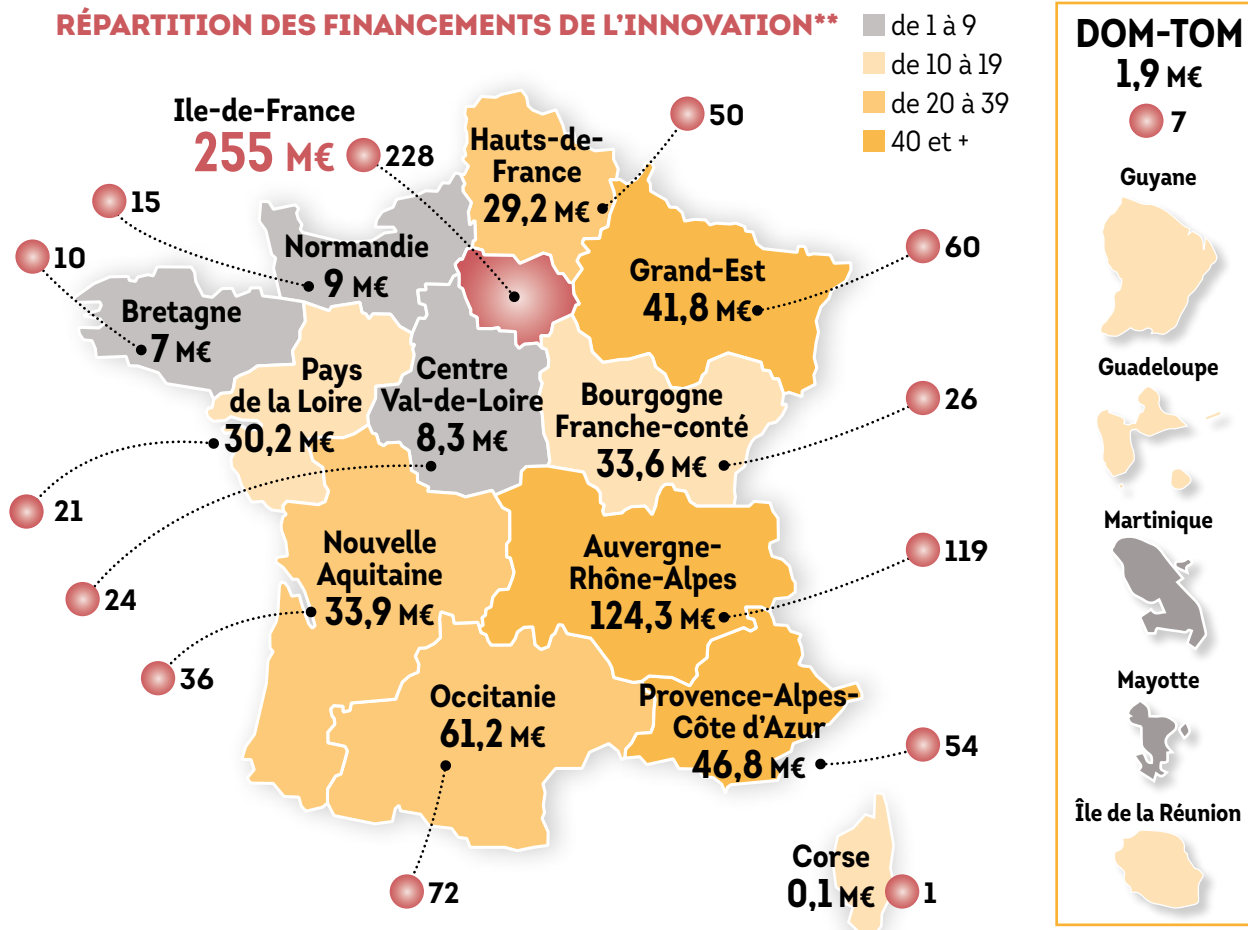 RÉPARTITION DES FINANCEMENTS DE L'INNOVATION**
de 1 à 9
de 10 à 19
de 20 à 39
40 et +
Ile-de-France
255 M€
228
Hauts-de-
France
29,2 M€
50
15
Normandie
9 M€
10
Bretagne
7 M€
Grand-Est
41,8 M€
60
Pays
de la Loire
30,2 M€
21
Centre
Val-de-Loire
8,3 M€
24
Bourgogne
Franche-conté
33,6 M€
26
Nouvelle
Aquitaine
33,9 M€
36
Auvergne-
Rhône-Alpes
124,3 M€
119
Occitanie
61,2 M€
72
Provence-Alpes-
Côte d'Azur
46,8 M€
54
Corse
0,1 M€
1
DOM-TOM
1,9 M€
7
Guyane
Guadeloupe
Martinique
Mayotte
Île de la Réunion